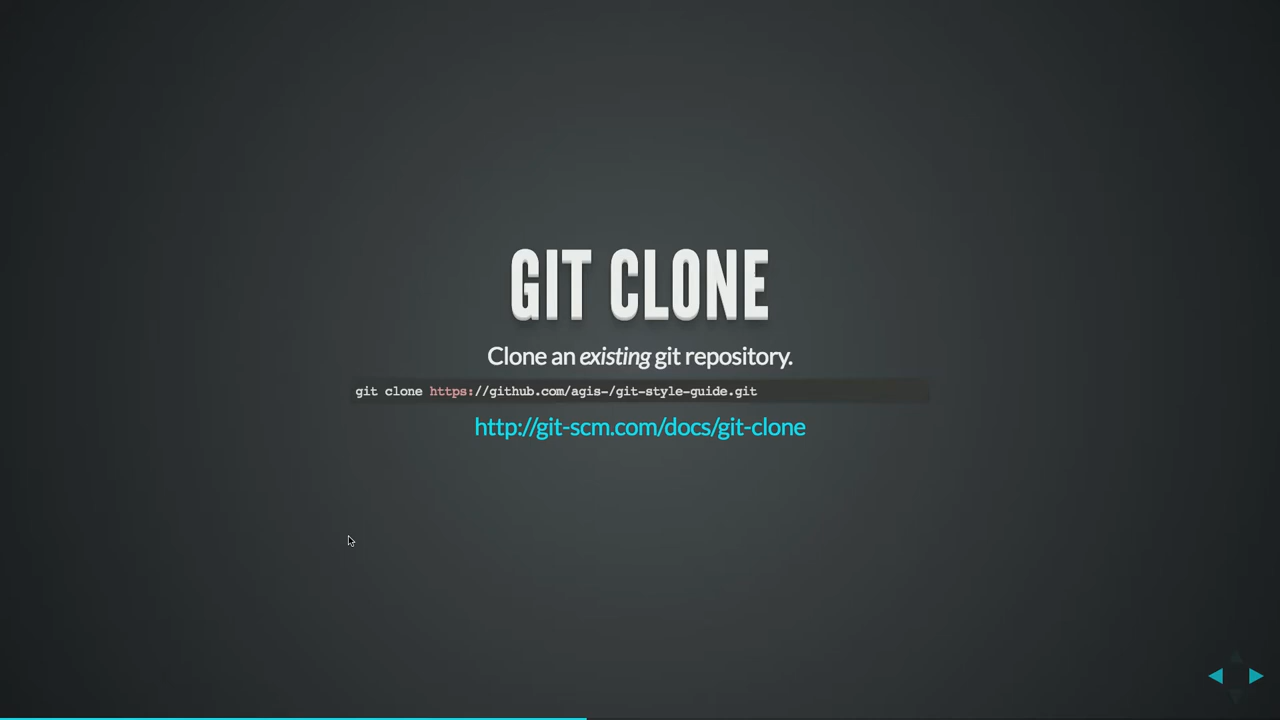 GIT CLONE
Clone an existing git repository.
git clone https://github.com/agis-/git-style-guide.git
http://git-scm.com/docs/git-clone